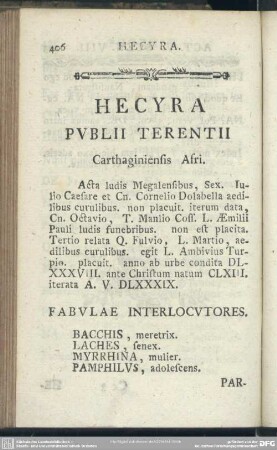 406 HECYRA.
HECYRA
PVBLII TERENTII
Carthaginiensis Afri.
Acta ludis Megalensibus, Sex. Iu-
lio Caesare et Cn. Cornelio Dolabella aedi-
libus curulibus. non placuit. iterum data,
Cn. Octavio, T. Manlio Coss. L. Æmilii
Pauli ludis funebribus. non est placita.
Tertio relata Q. Fulvio, L. Martio, ae-
dilibus curulibus. egit L. Ambivius Tur-
pio. placuit. anno ab urbe condita DL-
XXXVIII. ante Christum natum CLXIII.
iterata A. V. DLXXXIX.
FABVLAE INTERLOCVTORES.
BACCHIS, meretrix.
LACHES, senex.
MYRRHINA, mulier.
PAMPHILVS, adolescens.
PAR-